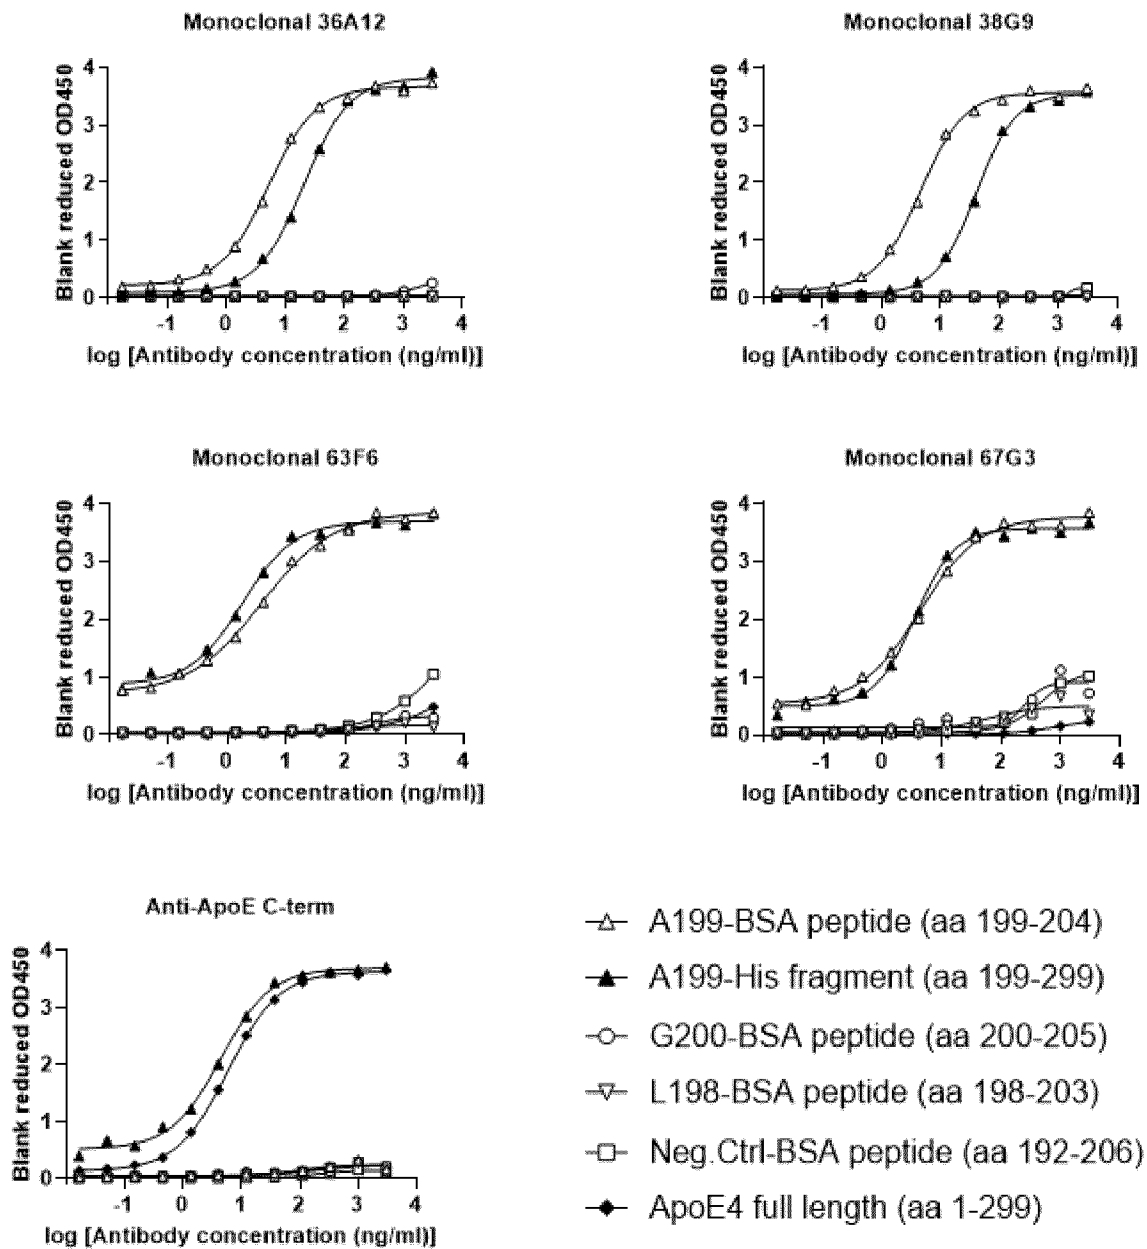 Monoclonal 36A12
Monoclonal 38G9
Blank reduced OD450
4
3
2
1
0
-1 0 1 2 3 4
log [Antibody concentration (ng/ml)]
Blank reduced OD450
4
3
2
1
0
-1 0 1 2 3 4
log [Antibody concentration (ng/ml)]
Monoclonal 63F6
Monoclonal 67G3
Blank reduced OD450
4
3
2
1
0
-1 0 1 2 3 4
log [Antibody concentration (ng/ml)]
Blank reduced OD450
4
3
2
1
0
-1 0 1 2 3 4
log [Antibody concentration (ng/ml)]
Anti-ApoE C-term
Blank reduced OD450
4
3
2
1
0
-1 0 1 2 3 4
log [Antibody concentration (ng/ml)]
A199-BSA peptide (aa 199-204)
A199-His fragment (aa 199-299)
G200-BSA peptide (aa 200-205)
L198-BSA peptide (aa 198-203)
Neg.Ctrl-BSA peptide (aa 192-206)
ApoE4 full length (aa 1-299)